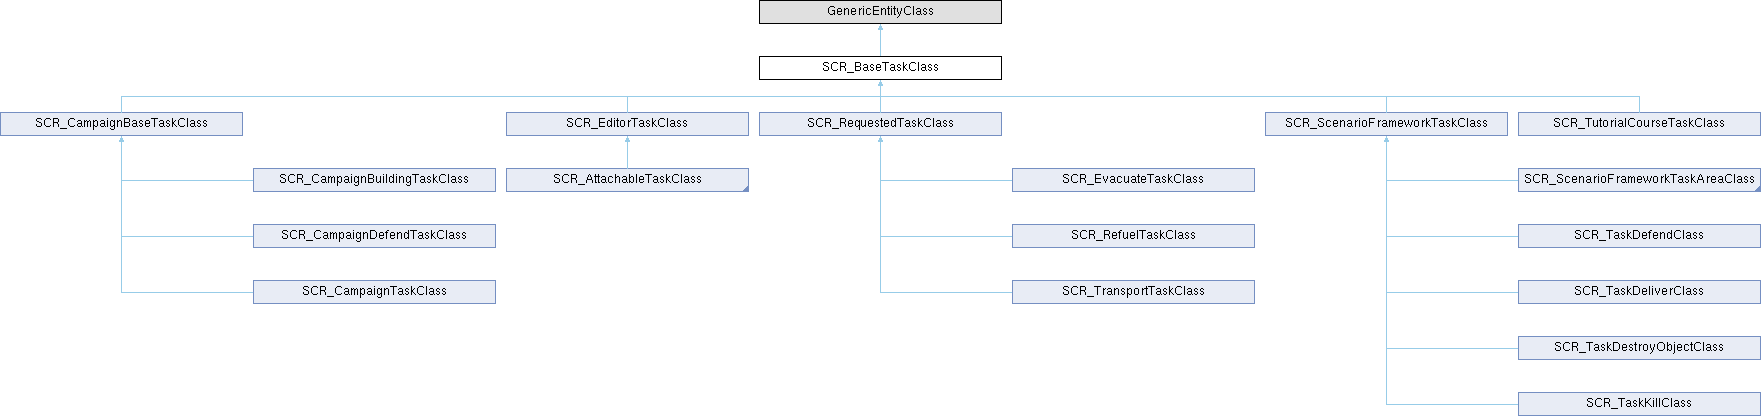 GenericEntityClass
SCR_BaseTaskClass
SCR_CampaignBaseTaskClass
SCR_EditorTaskClass
SCR_RequestedTaskClass
SCR_ScenarioFrameworkTaskClass
SCR_TutorialCourseTaskClass
SCR_CampaignBuildingTaskClass
SCR_AttachableTaskClass
SCR_EvacuateTaskClass
SCR_ScenarioFrameworkTaskAreaClass
SCR_CampaignDefendTaskClass
SCR_RefuelTaskClass
SCR_TaskDefendClass
SCR_CampaignTaskClass
SCR_TransportTaskClass
SCR_TaskDeliverClass
SCR_TaskDestroyObjectClass
SCR_TaskKillClass